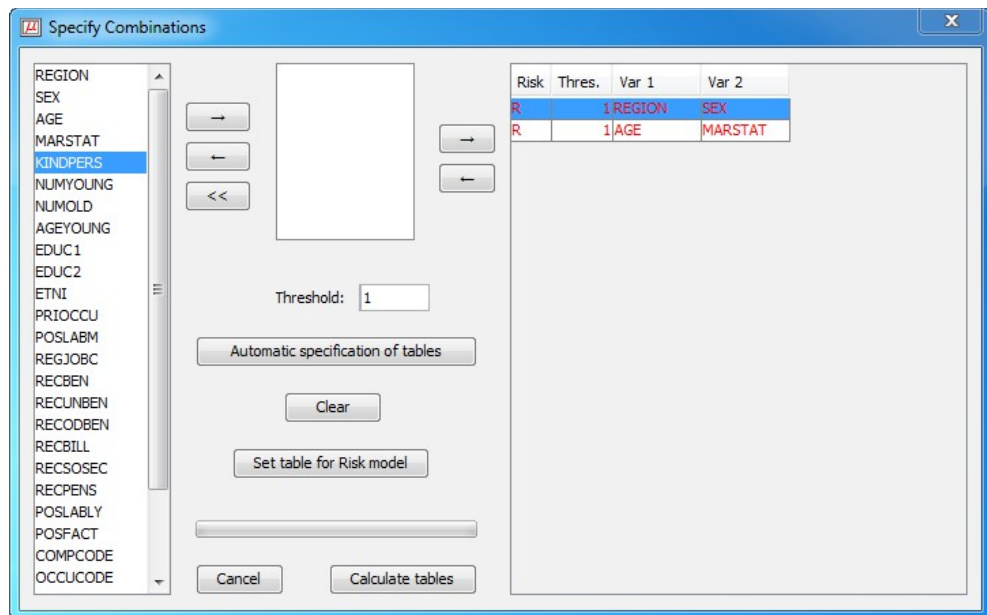 μ Specify Combinations X
REGION
SEX
AGE
MARSTAT
KINDPERS
NUMYOUNG
NUMOLD
AGEYOUNG
EDUC1
EDUC2
ETNI
PRIOCCU
POSLABM
REGJOBC
RECBEN
RECUNBEN
RECODBEN
RECBILL
RECSOSEC
RECPENS
POSLABLY
POSFACT
COMPCODE
OCCUCODE
→
←
<<
→
←
Threshold: 1
Automatic specification of tables
Clear
Set table for Risk model
Cancel Calculate tables
Risk Thres. Var 1 Var 2
R 1 REGION SEX
R 1 AGE MARSTAT